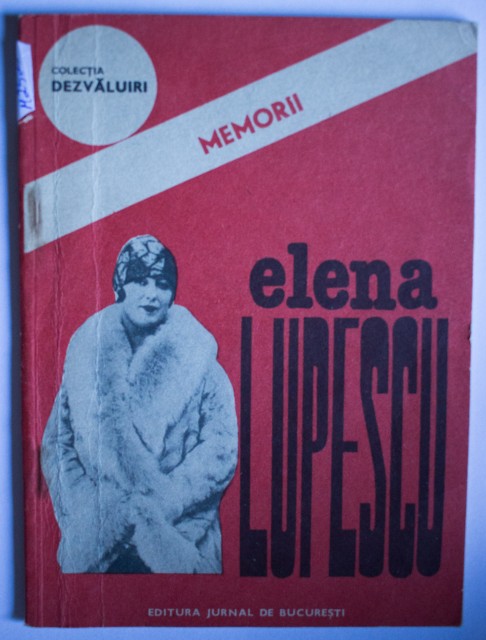 COLECȚIA
DEZVĂLUIRI
MEMORII
elena
LUPESCU
EDITURA JURNAL DE BUCUREȘTI